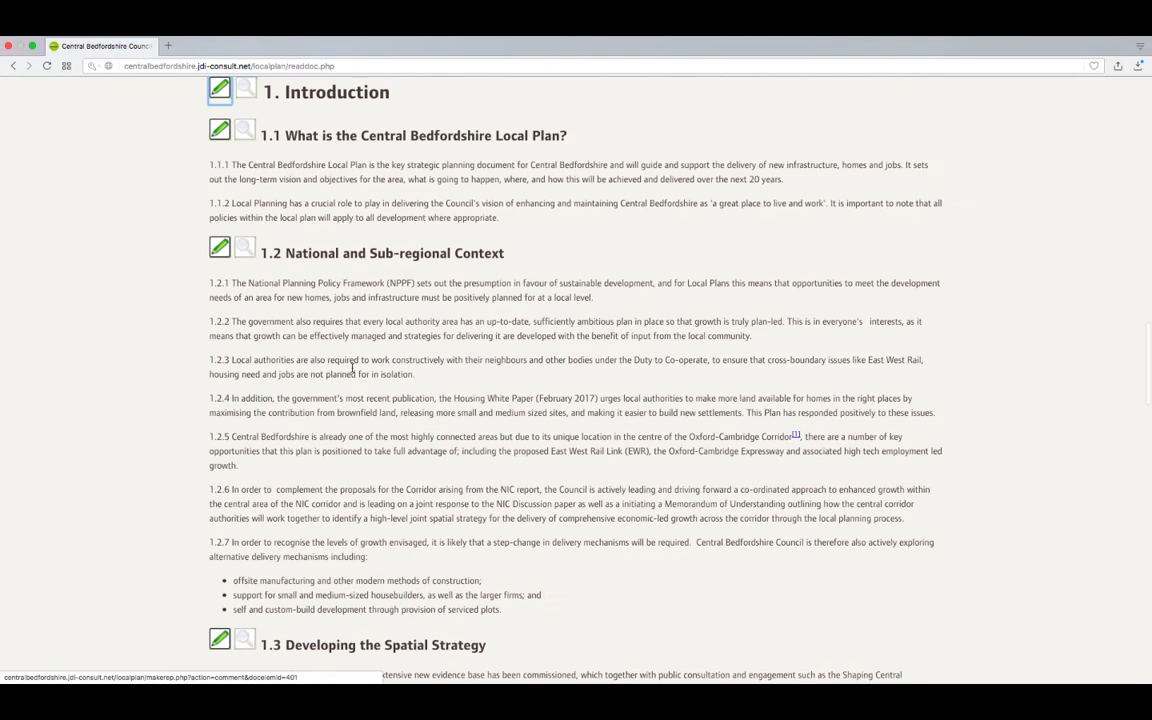 Central Bedfordshire Counc
centralbedfordshire.jdi-consult.net/localplan/readdoc.php
1. Introduction
1.1 What is the Central Bedfordshire Local Plan?
1.1.1 The Central Bedfordshire Local Plan is the key strategic planning document for Central Bedfordshire and will guide and support the delivery of new infrastructure, homes and jobs. It sets
out the long-term vision and objectives for the area, what is going to happen, where, and how this will be achieved and delivered over the next 20 years.
1.1.2 Local Planning has a crucial role to play in delivering the Council's vision of enhancing and maintaining Central Bedfordshire as 'a great place to live and work'. It is important to note that all
policies within the local plan will apply to all development where appropriate.
1.2 National and Sub-regional Context
1.2.1 The National Planning Policy Framework (NPPF) sets out the presumption in favour of sustainable development, and for Local Plans this means that opportunities to meet the development
needs of an area for new homes, jobs and infrastructure must be positively planned for at a local level.
1.2.2 The government also requires that every local authority area has an up-to-date, sufficiently ambitious plan in place so that growth is truly plan-led. This is in everyone's interests, as it
means that growth can be effectively managed and strategies for delivering it are developed with the benefit of input from the local community.
1.2.3 Local authorities are also required to work constructively with their neighbours and other bodies under the Duty to Co-operate, to ensure that cross-boundary issues like East West Rail,
housing need and jobs are not planned for in isolation.
1.2.4 In addition, the government's most recent publication, the Housing White Paper (February 2017) urges local authorities to make more land available for homes in the right places by
maximising the contribution from brownfield land, releasing more small and medium sized sites, and making it easier to build new settlements. This Plan has responded positively to these issues.
1.2.5 Central Bedfordshire is already one of the most highly connected areas but due to its unique location in the centre of the Oxford-Cambridge Corridor[1], there are a number of key
opportunities that this plan is positioned to take full advantage of; including the proposed East West Rail Link (EWR), the Oxford-Cambridge Expressway and associated high tech employment led
growth.
1.2.6 In order to complement the proposals for the Corridor arising from the NIC report, the Council is actively leading and driving forward a co-ordinated approach to enhanced growth within
the central area of the NIC corridor and is leading on a joint response to the NIC Discussion paper as well as a initiating a Memorandum of Understanding outlining how the central corridor
authorities will work together to identify a high-level joint spatial strategy for the delivery of comprehensive economic-led growth across the corridor through the local planning process.
1.2.7 In order to recognise the levels of growth envisaged, it is likely that a step-change in delivery mechanisms will be required. Central Bedfordshire Council is therefore also actively exploring
alternative delivery mechanisms including:
• offsite manufacturing and other modern methods of construction;
• support for small and medium-sized housebuilders, as well as the larger firms; and
• self and custom-build development through provision of serviced plots.
1.3 Developing the Spatial Strategy
xtensive new evidence base has been commissioned, which together with public consultation and engagement such as the Shaping Central
centralbedfordshire.jdi-consult.net/localplan/makerep.php?action=comment&docelemid=401